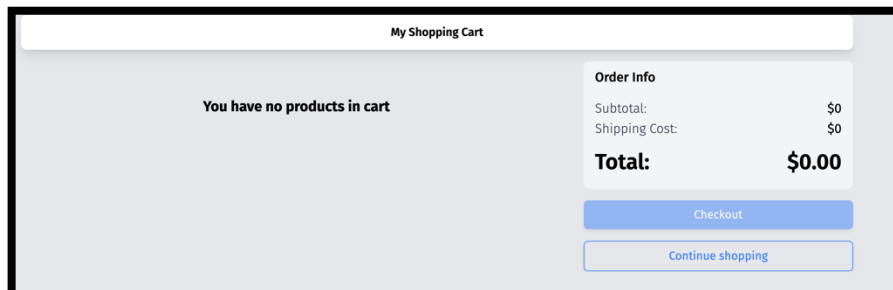 My Shopping Cart
You have no products in cart
Order Info
Subtotal: $0
Shipping Cost: $0
Total: $0.00
Checkout
Continue shopping